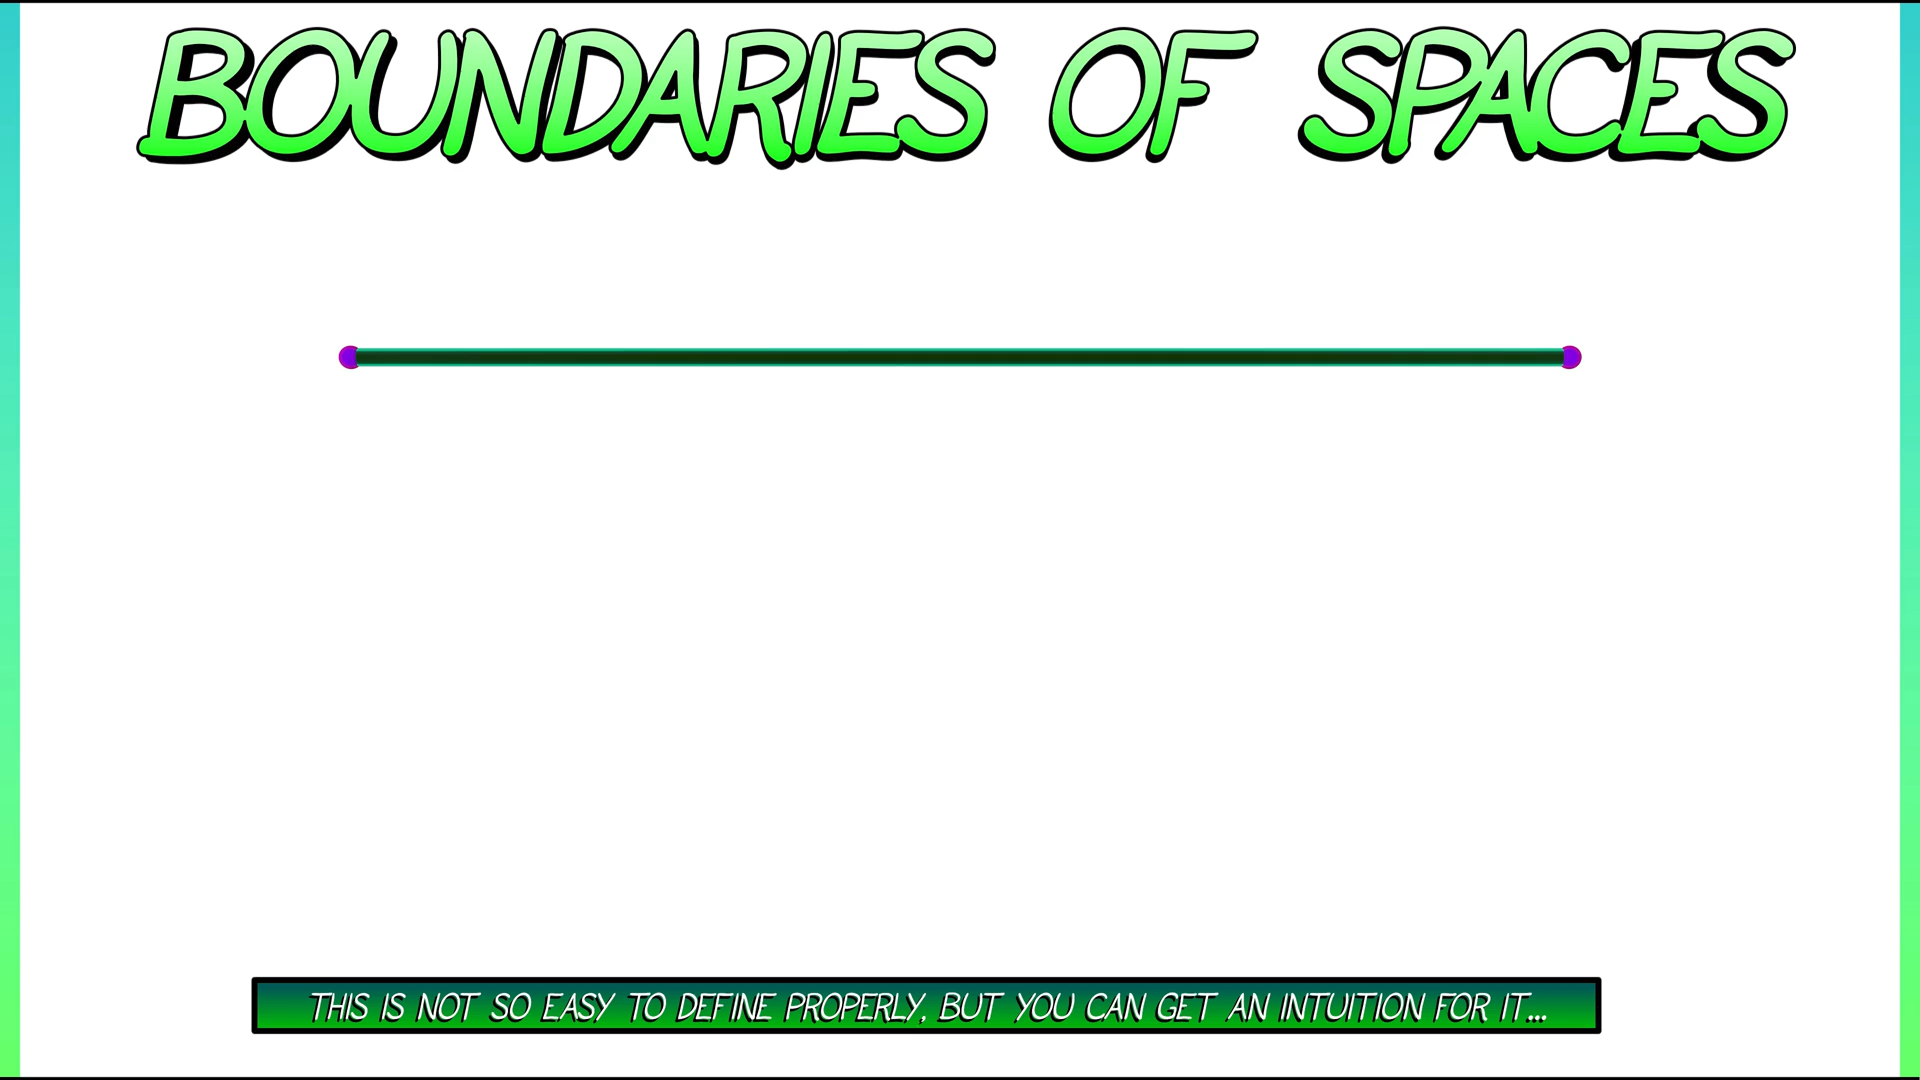 BOUNDARIES OF SPACES
THIS IS NOT SO EASY TO DEFINE PROPERLY, BUT YOU CAN GET AN INTUITION FOR IT...